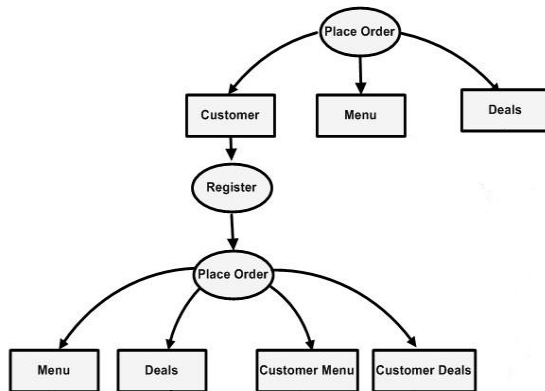 Place Order
Customer
Menu
Deals
Register
Place Order
Menu
Deals
Customer Menu
Customer Deals